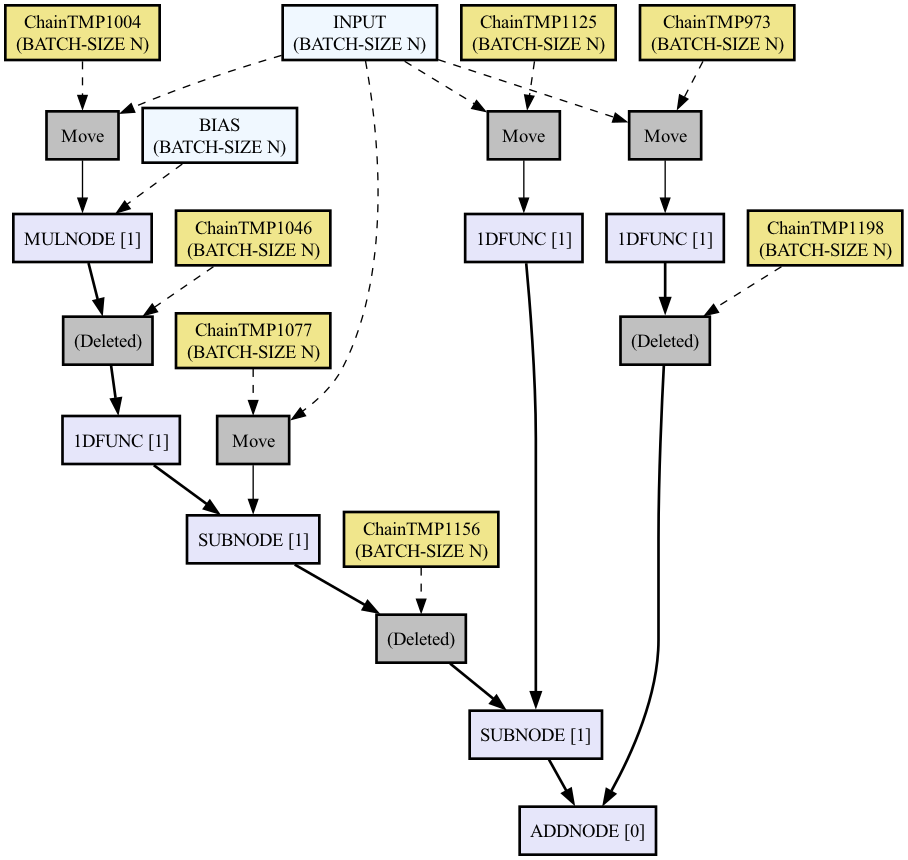 ChainTMP1004
(BATCH-SIZE N)
INPUT
(BATCH-SIZE N)
ChainTMP1125
(BATCH-SIZE N)
ChainTMP973
(BATCH-SIZE N)
Move
BIAS
(BATCH-SIZE N)
Move
Move
MULNODE [1]
ChainTMP1046
(BATCH-SIZE N)
1DFUNC [1]
1DFUNC [1]
ChainTMP1198
(BATCH-SIZE N)
(Deleted)
ChainTMP1077
(BATCH-SIZE N)
(Deleted)
1DFUNC [1]
Move
SUBNODE [1]
ChainTMP1156
(BATCH-SIZE N)
(Deleted)
SUBNODE [1]
ADDNODE [0]